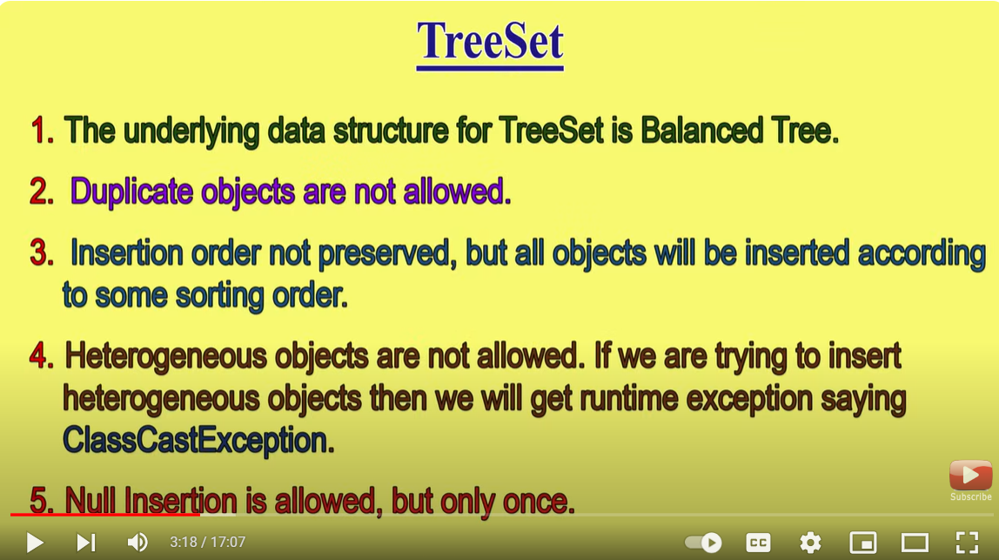 TreeSet
1. The underlying data structure for TreeSet is Balanced Tree.
2. Duplicate objects are not allowed.
3. Insertion order not preserved, but all objects will be inserted according
to some sorting order.
4. Heterogeneous objects are not allowed. If we are trying to insert
heterogeneous objects then we will get runtime exception saying
ClassCastException.
5. Null Insertion is allowed, but only once.
Subscribe
3:18 / 17:07
CC